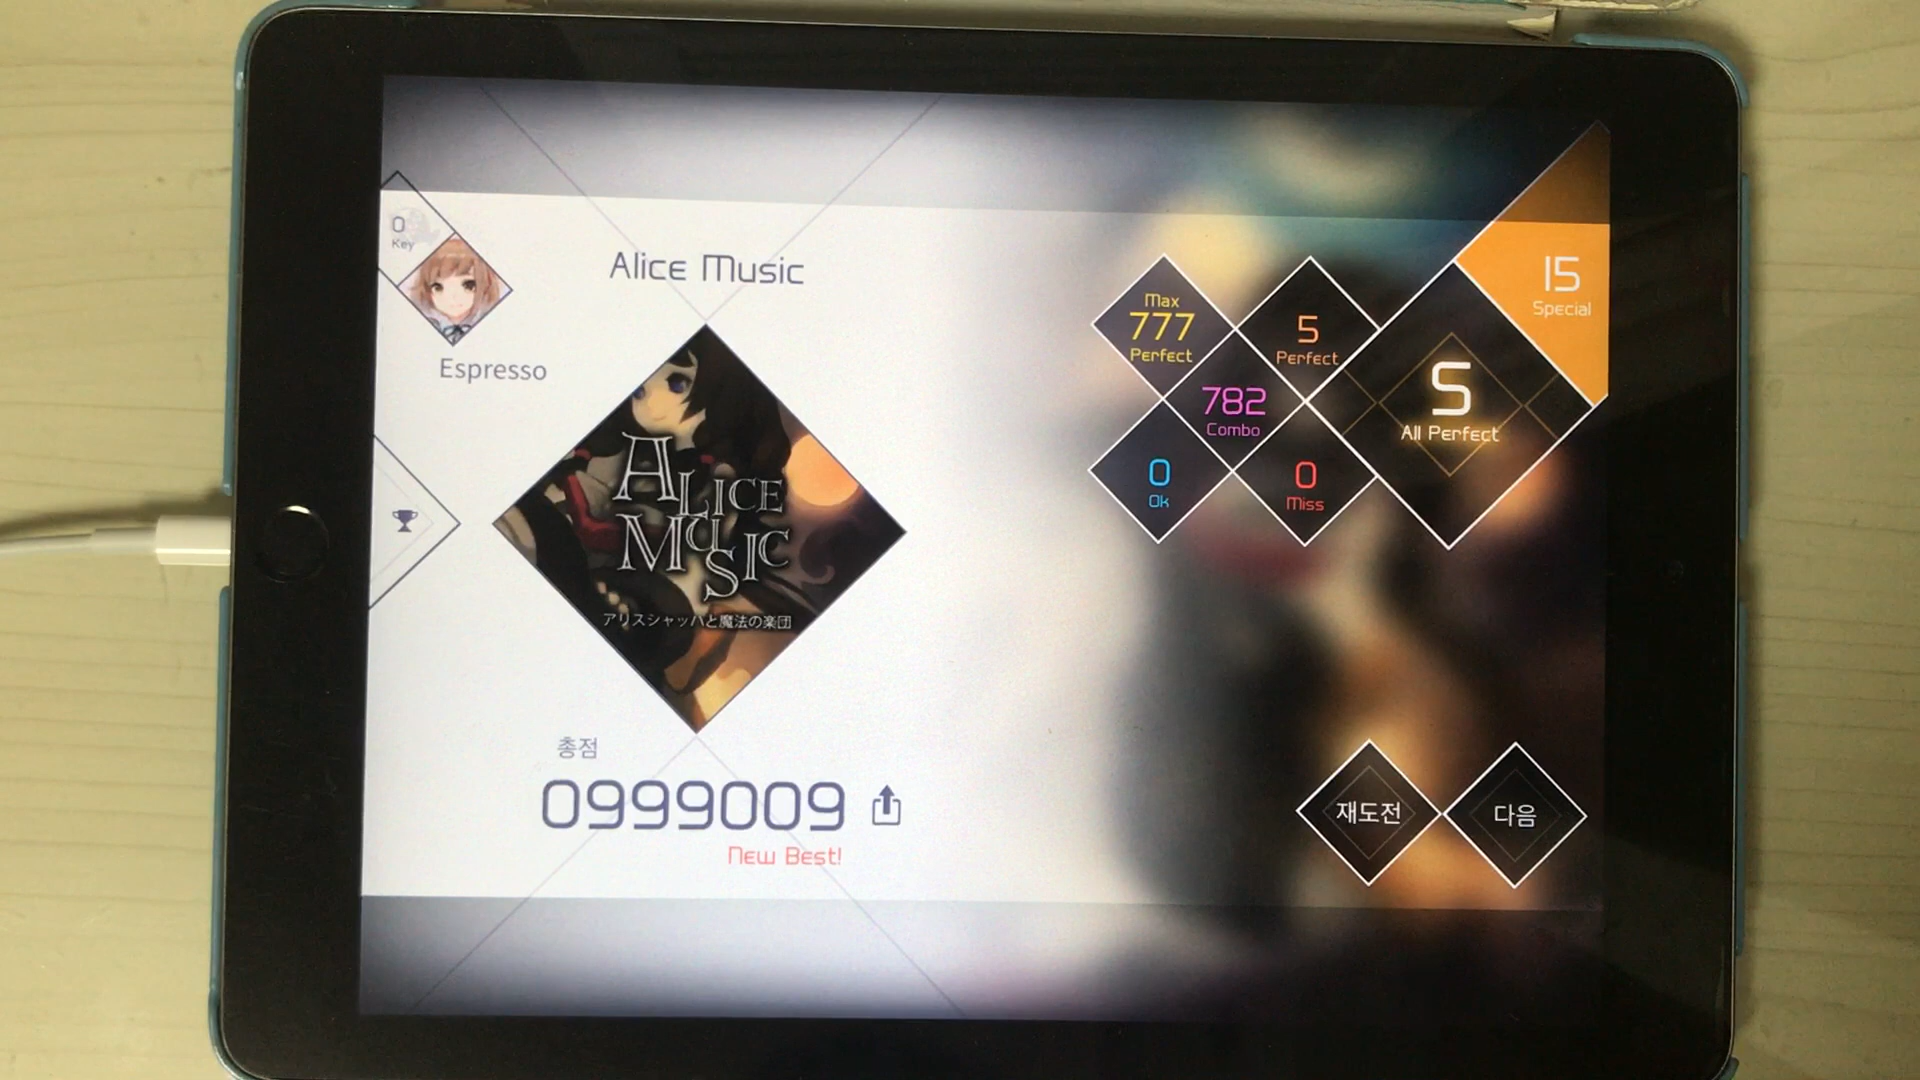 0
Key
Espresso
Alice Music
ALICE
MUSIC
アリスシャッハと魔法の楽団
총점
0999009
New Best!
Max
777
Perfect
5
Perfect
782
Combo
0
Ok
0
Miss
S
All Perfect
15
Special
재도전
다음